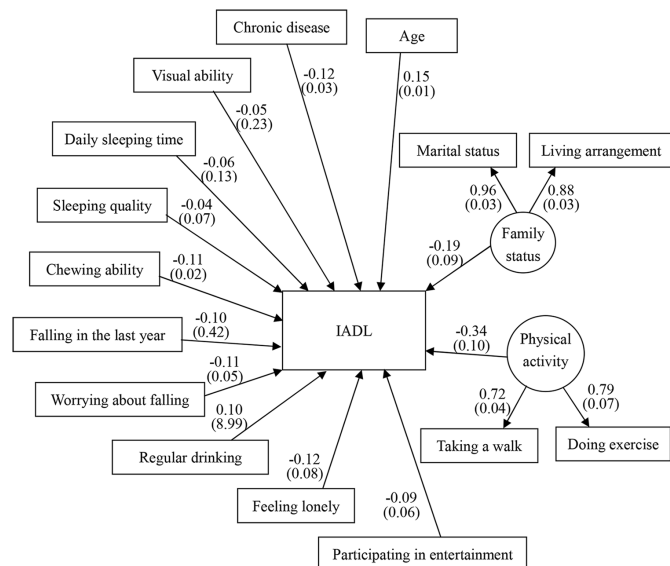 Chronic disease
Age
-0.12
(0.03)
0.15
(0.01)
Visual ability
-0.05
(0.23)
Daily sleeping time
-0.06
(0.13)
Marital status
Living arrangement
0.96
(0.03)
0.88
(0.03)
Sleeping quality
-0.04
(0.07)
Family
status
-0.19
(0.09)
Chewing ability
-0.11
(0.02)
Falling in the last year
-0.10
(0.42)
IADL
-0.34
(0.10)
Physical
activity
Worrying about falling
-0.11
(0.05)
0.72
(0.04)
0.79
(0.07)
Regular drinking
0.10
(8.99)
Taking a walk
Doing exercise
Feeling lonely
-0.12
(0.08)
-0.09
(0.06)
Participating in entertainment